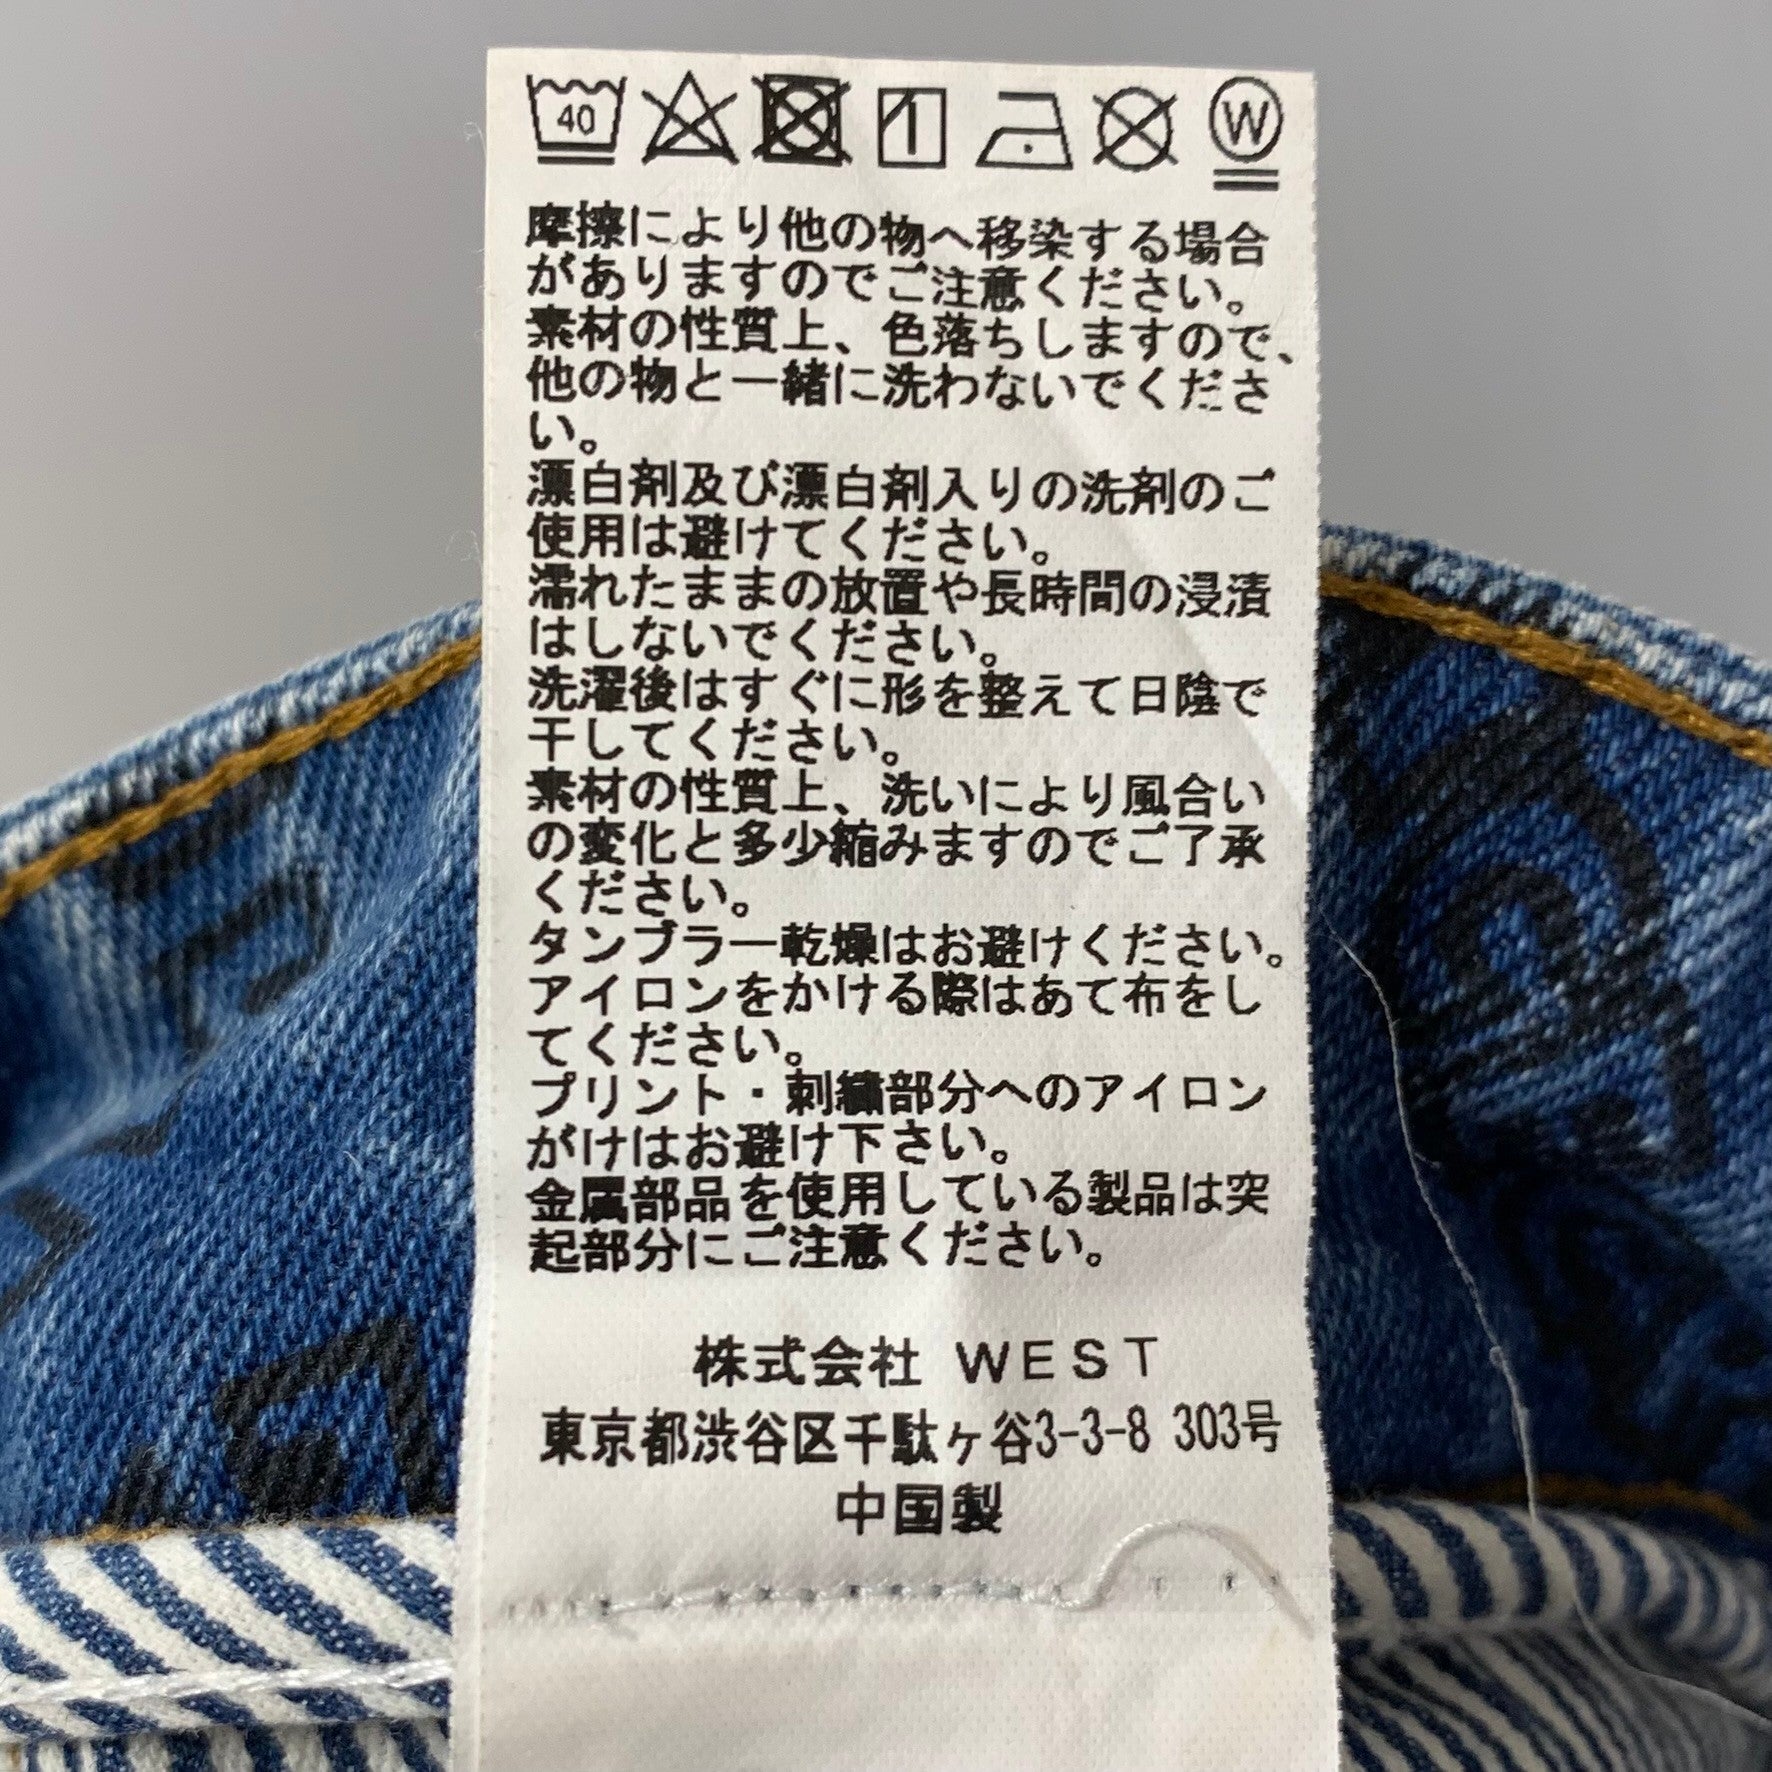 40
W
摩擦により他の物へ移染する場合
がありますのでご注意ください。
素材の性質上、色落ちしますので、
他の物と一緒に洗わないでくださ
い。
漂白剤及び漂白剤入りの洗剤のご
使用は避けてください。
濡れたままの放置や長時間の浸漬
はしないでください。
洗濯後はすぐに形を整えて日陰で
干してください。
素材の性質上、洗いにより風合い
の変化と多少縮みますのでご了承
ください。
タンブラー乾燥はお避けください。
アイロンをかける際はあて布をし
てください。
プリント・刺繍部分へのアイロン
がけはお避け下さい。
金属部品を使用している製品は突
起部分にご注意ください。
株式会社 WEST
東京都渋谷区千駄ヶ谷3-3-8 303号
中国製